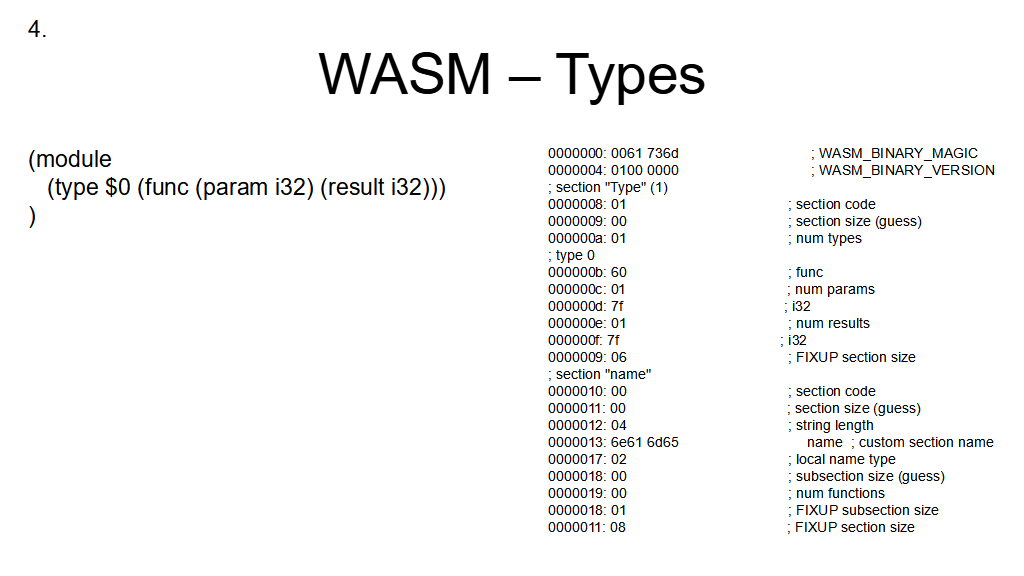 4.
WASM – Types
(module
(type $0 (func (param i32) (result i32)))
)
0000000: 0061 736d ; WASM_BINARY_MAGIC
0000004: 0100 0000 ; WASM_BINARY_VERSION
; section "Type" (1)
0000008: 01 ; section code
0000009: 00 ; section size (guess)
000000a: 01 ; num types
; type 0
000000b: 60 ; func
000000c: 01 ; num params
000000d: 7f ; i32
000000e: 01 ; num results
000000f: 7f ; i32
0000009: 06 ; FIXUP section size
; section "name"
0000010: 00 ; section code
0000011: 00 ; section size (guess)
0000012: 04 ; string length
0000013: 6e61 6d65 name ; custom section name
0000017: 02 ; local name type
0000018: 00 ; subsection size (guess)
0000019: 00 ; num functions
0000018: 01 ; FIXUP subsection size
0000011: 08 ; FIXUP section size